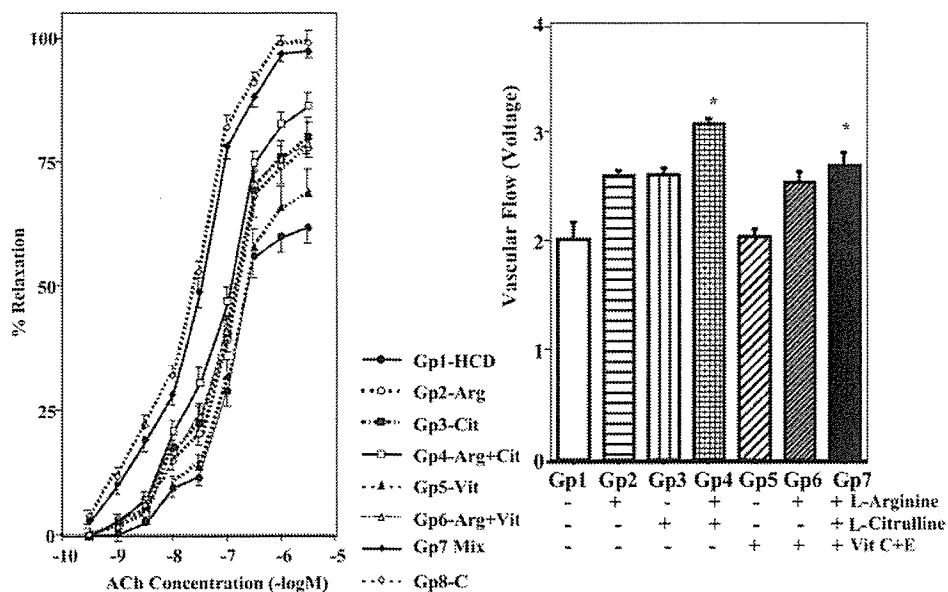 100
75
50
25
0
% Relaxation
-10 -9 -8 -7 -6 -5
ACh Concentration (-logM)
Gp1-HCD
Gp2-Arg
Gp3-Cit
Gp4-Arg+Cit
Gp5-Vit
Gp6-Arg+Vit
Gp7 Mix
Gp8-C
4
3
2
1
0
Vascular Flow (Voltage)
* *
Gp1 Gp2 Gp3 Gp4 Gp5 Gp6 Gp7
- + - + - + + L-Arginine
- - + + - - + L-Citrulline
- - - - + + + Vit C+E